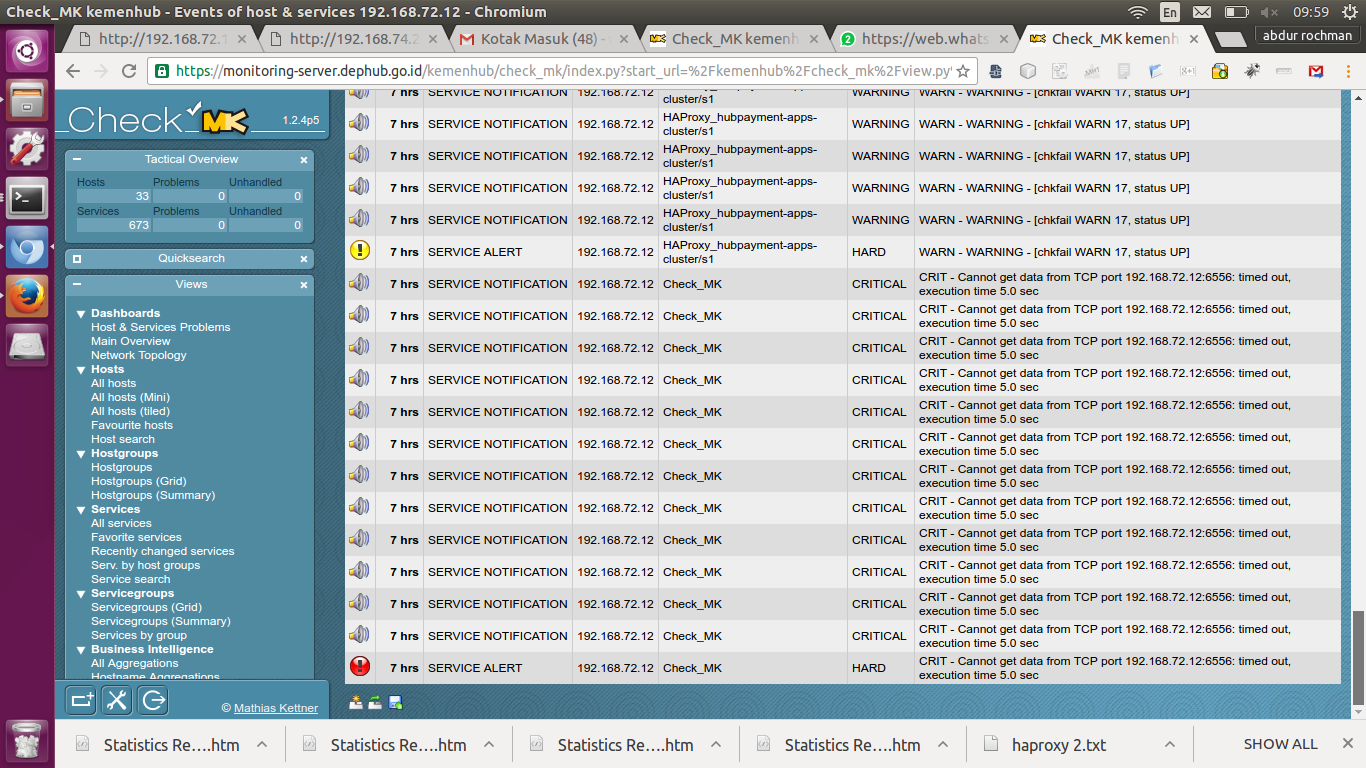 Check_MK kemenhub - Events of host & services 192.168.72.12 - Chromium
En
09:59
http://192.168.72.1
http://192.168.74.2
Kotak Masuk (48) -
Check_MK kemenh
2
https://web.whats
Check_MK kemenh
abdur rochman
https://monitoring-server.dephub.go.id/kemenhub/check_mk/index.py?start_url=%2Fkemenhub%2Fcheck_mk%2Fview.py
Check MK
1.2.4p5
Tactical Overview
Hosts Problems Unhandled
33 0 0
Services Problems Unhandled
673 0 0
Quicksearch
Views
Dashboards
Host & Services Problems
Main Overview
Network Topology
Hosts
All hosts
All hosts (Mini)
All hosts (tiled)
Favourite hosts
Host search
Hostgroups
Hostgroups
Hostgroups (Grid)
Hostgroups (Summary)
Services
All services
Favorite services
Recently changed services
Serv. by host groups
Service search
Servicegroups
Servicegroups (Grid)
Servicegroups (Summary)
Services by group
Business Intelligence
All Aggregations
Hostname Aggregations
© Mathias Kettner
7 hrs SERVICE NOTIFICATION 192.168.72.12 cluster/s1 WARNING WARN - WARNING - [chkfail WARN 17, status UP]
7 hrs SERVICE NOTIFICATION 192.168.72.12 HAProxy_hubpayment-apps-
cluster/s1 WARNING WARN - WARNING - [chkfail WARN 17, status UP]
7 hrs SERVICE NOTIFICATION 192.168.72.12 HAProxy_hubpayment-apps-
cluster/s1 WARNING WARN - WARNING - [chkfail WARN 17, status UP]
7 hrs SERVICE NOTIFICATION 192.168.72.12 HAProxy_hubpayment-apps-
cluster/s1 WARNING WARN - WARNING - [chkfail WARN 17, status UP]
7 hrs SERVICE NOTIFICATION 192.168.72.12 HAProxy_hubpayment-apps-
cluster/s1 WARNING WARN - WARNING - [chkfail WARN 17, status UP]
7 hrs SERVICE ALERT 192.168.72.12 HAProxy_hubpayment-apps-
cluster/s1 HARD WARN - WARNING - [chkfail WARN 17, status UP]
7 hrs SERVICE NOTIFICATION 192.168.72.12 Check_MK CRITICAL CRIT - Cannot get data from TCP port 192.168.72.12:6556: timed out,
execution time 5.0 sec
7 hrs SERVICE NOTIFICATION 192.168.72.12 Check_MK CRITICAL CRIT - Cannot get data from TCP port 192.168.72.12:6556: timed out,
execution time 5.0 sec
7 hrs SERVICE NOTIFICATION 192.168.72.12 Check_MK CRITICAL CRIT - Cannot get data from TCP port 192.168.72.12:6556: timed out,
execution time 5.0 sec
7 hrs SERVICE NOTIFICATION 192.168.72.12 Check_MK CRITICAL CRIT - Cannot get data from TCP port 192.168.72.12:6556: timed out,
execution time 5.0 sec
7 hrs SERVICE NOTIFICATION 192.168.72.12 Check_MK CRITICAL CRIT - Cannot get data from TCP port 192.168.72.12:6556: timed out,
execution time 5.0 sec
7 hrs SERVICE NOTIFICATION 192.168.72.12 Check_MK CRITICAL CRIT - Cannot get data from TCP port 192.168.72.12:6556: timed out,
execution time 5.0 sec
7 hrs SERVICE NOTIFICATION 192.168.72.12 Check_MK CRITICAL CRIT - Cannot get data from TCP port 192.168.72.12:6556: timed out,
execution time 5.0 sec
7 hrs SERVICE NOTIFICATION 192.168.72.12 Check_MK CRITICAL CRIT - Cannot get data from TCP port 192.168.72.12:6556: timed out,
execution time 5.0 sec
7 hrs SERVICE NOTIFICATION 192.168.72.12 Check_MK CRITICAL CRIT - Cannot get data from TCP port 192.168.72.12:6556: timed out,
execution time 5.0 sec
7 hrs SERVICE NOTIFICATION 192.168.72.12 Check_MK CRITICAL CRIT - Cannot get data from TCP port 192.168.72.12:6556: timed out,
execution time 5.0 sec
7 hrs SERVICE NOTIFICATION 192.168.72.12 Check_MK CRITICAL CRIT - Cannot get data from TCP port 192.168.72.12:6556: timed out,
execution time 5.0 sec
7 hrs SERVICE NOTIFICATION 192.168.72.12 Check_MK CRITICAL CRIT - Cannot get data from TCP port 192.168.72.12:6556: timed out,
execution time 5.0 sec
7 hrs SERVICE ALERT 192.168.72.12 Check_MK HARD CRIT - Cannot get data from TCP port 192.168.72.12:6556: timed out,
execution time 5.0 sec
Statistics Re....htm
Statistics Re....htm
Statistics Re....htm
Statistics Re....htm
haproxy 2.txt
SHOW ALL